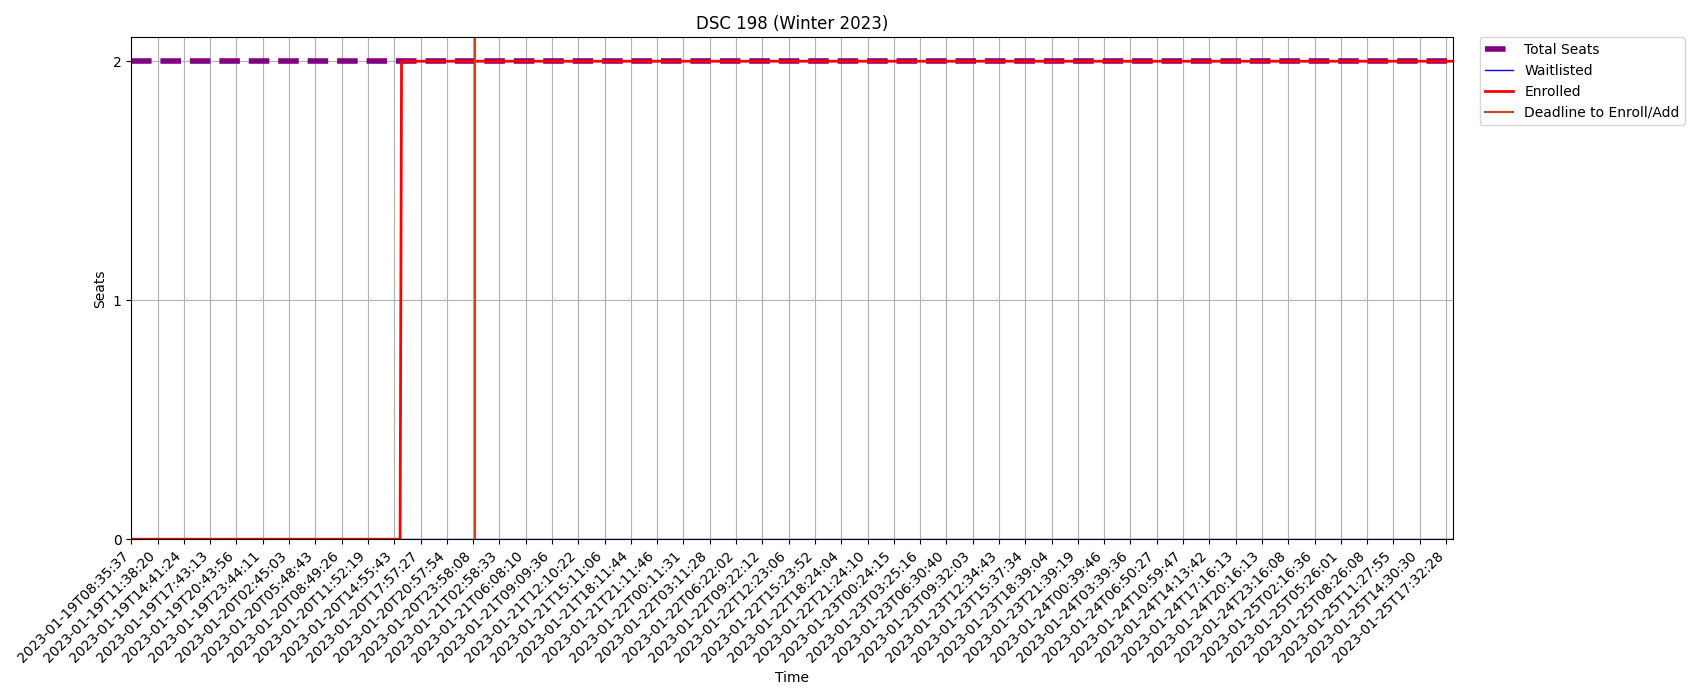 DSC 198 (Winter 2023)
Total Seats
Waitlisted
Enrolled
Deadline to Enroll/Add
Seats
2
1
0
2023-01-19T08:35:37
2023-01-19T11:38:20
2023-01-19T14:41:24
2023-01-19T17:43:13
2023-01-19T20:43:56
2023-01-19T23:44:11
2023-01-20T02:45:03
2023-01-20T05:48:43
2023-01-20T08:49:26
2023-01-20T11:52:19
2023-01-20T14:55:43
2023-01-20T17:57:27
2023-01-20T20:57:54
2023-01-20T23:58:08
2023-01-21T02:58:33
2023-01-21T06:08:10
2023-01-21T09:09:36
2023-01-21T12:10:22
2023-01-21T15:11:06
2023-01-21T18:11:44
2023-01-21T21:11:46
2023-01-22T00:11:31
2023-01-22T03:11:28
2023-01-22T06:22:02
2023-01-22T09:22:12
2023-01-22T12:23:06
2023-01-22T15:23:52
2023-01-22T18:24:04
2023-01-22T21:24:10
2023-01-23T00:24:15
2023-01-23T03:25:16
2023-01-23T06:30:40
2023-01-23T09:32:03
2023-01-23T12:34:43
2023-01-23T15:37:34
2023-01-23T18:39:04
2023-01-23T21:39:19
2023-01-24T00:39:46
2023-01-24T03:39:36
2023-01-24T06:50:27
2023-01-24T10:59:47
2023-01-24T14:13:42
2023-01-24T17:16:13
2023-01-24T20:16:13
2023-01-24T23:16:08
2023-01-25T02:16:36
2023-01-25T05:26:01
2023-01-25T08:26:08
2023-01-25T11:27:55
2023-01-25T14:30:30
2023-01-25T17:32:28
Time